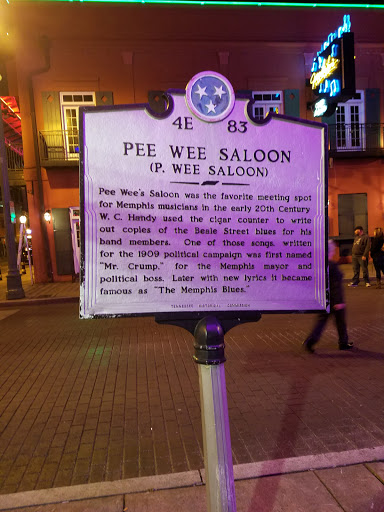 4E 83
PEE WEE SALOON
(P. WEE SALOON)
Pee Wee's Saloon was the favorite meeting spot
for Memphis musicians in the early 20th Century.
W. C. Handy used the cigar counter to write
out copies of the Beale Street blues for his
band members. One of those songs, written
for the 1909 political campaign was first named
"Mr. Crump," for the Memphis mayor and
political boss. Later with new lyrics it became
famous as "The Memphis Blues."